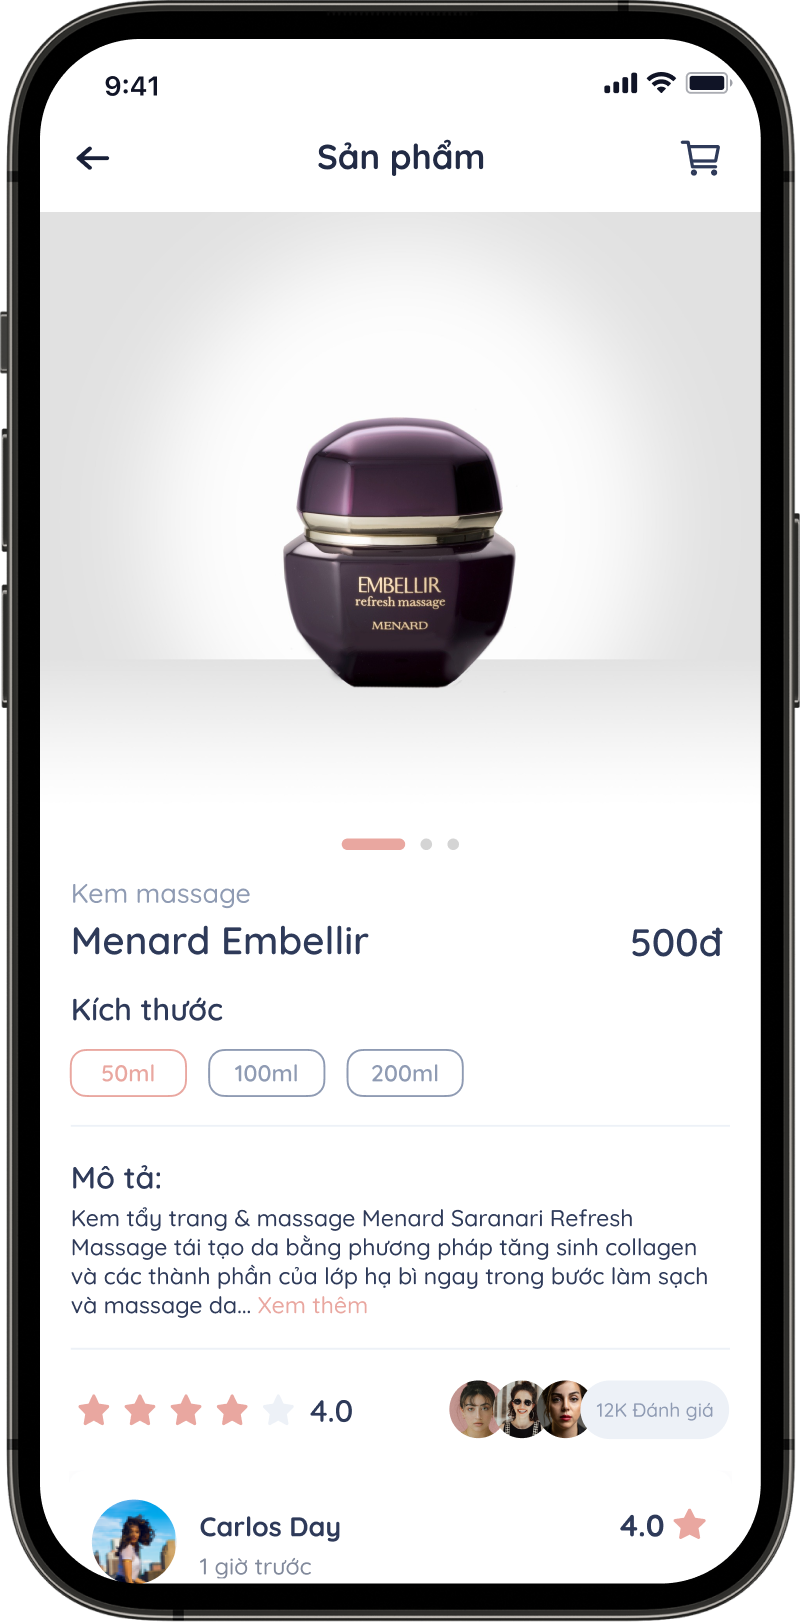 9:41
Sản phẩm
EMBELLIR
refresh massage
MENARD
Kem massage
Menard Embellir
500đ
Kích thước
50ml
100ml
200ml
Mô tả:
Kem tẩy trang & massage Menard Saranari Refresh
Massage tái tạo da bằng phương pháp tăng sinh collagen
và các thành phần của lớp hạ bì ngay trong bước làm sạch
và massage da... Xem thêm
4.0
12K Đánh giá
Carlos Day
4.0
1 giờ trước